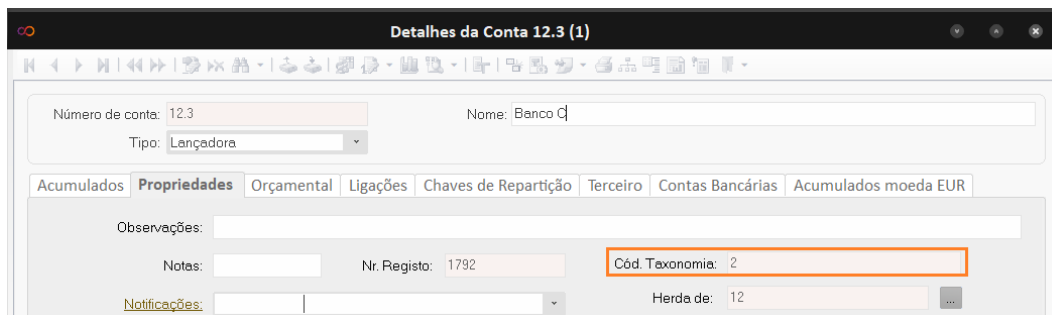 Detalhes da Conta 12.3 (1)
Número de conta: 12.3 Nome: Banco C
Tipo: Lançadora
Acumulados Propriedades Orçamental Ligações Chaves de Repartição Terceiro Contas Bancárias Acumulados moeda EUR
Observações:
Notas: Nr. Registo: 1792 Cód. Taxonomia: 2
Notificações: Herda de: 12 ...